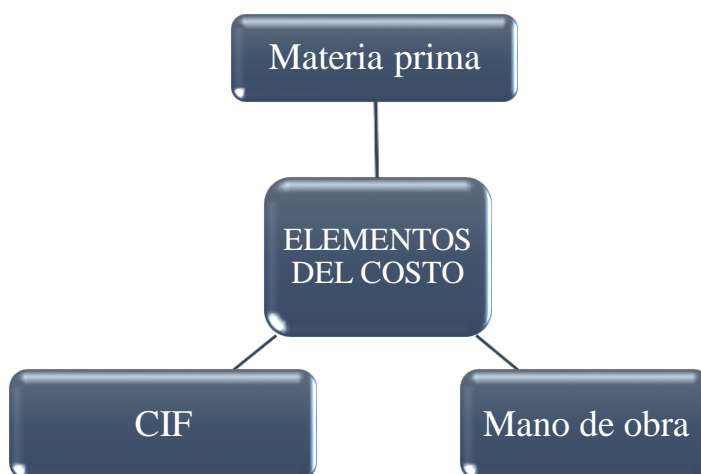 Materia prima
ELEMENTOS
DEL COSTO
CIF
Mano de obra